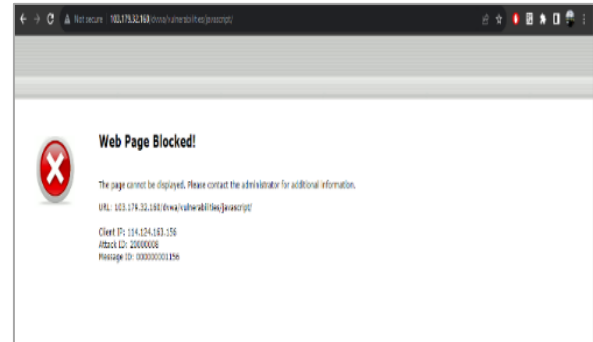 Not secure 103.179.32.160/dvwa/vulnerabilities/javascript/
Web Page Blocked!
The page cannot be displayed. Please contact the administrator for additional information.
URL: 103.179.32.160/dvwa/vulnerabilities/javascript/
Client IP: 114.124.163.156
Attack ID: 20000008
Message ID: 000000001156